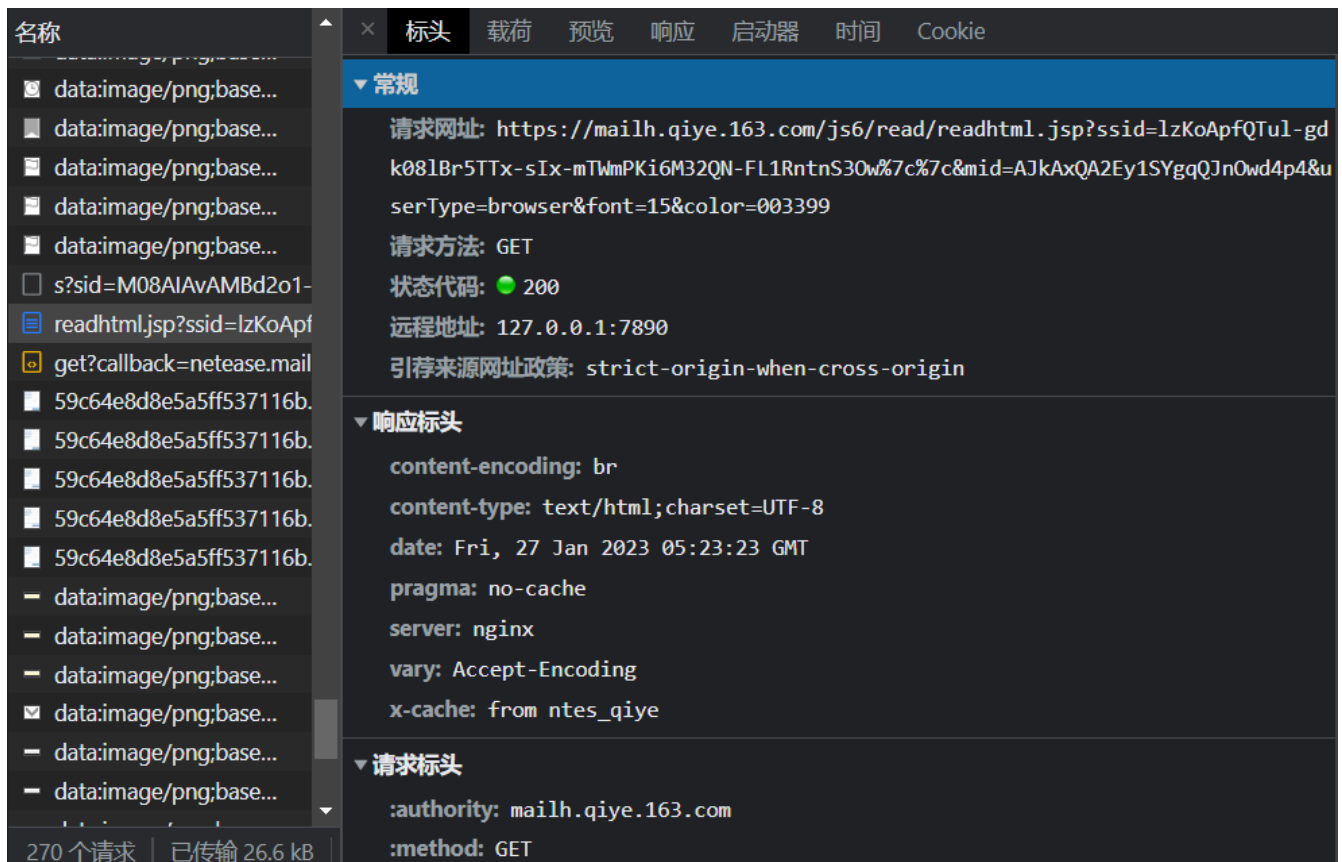 名称
data:image/png;base...
data:image/png;base...
data:image/png;base...
data:image/png;base...
data:image/png;base...
s?sid=M08AIAvAMBd2o1-
readhtml.jsp?ssid=lzKoApf
get?callback=netease.mail
59c64e8d8e5a5ff537116b.
59c64e8d8e5a5ff537116b.
59c64e8d8e5a5ff537116b.
59c64e8d8e5a5ff537116b.
59c64e8d8e5a5ff537116b.
data:image/png;base...
data:image/png;base...
data:image/png;base...
data:image/png;base...
data:image/png;base...
data:image/png;base...
270 个请求 已传输 26.6 kB
× 标头 载荷 预览 响应 启动器 时间 Cookie
常规
请求网址: https://mailh.qiye.163.com/js6/read/readhtml.jsp?ssid=lzKoApfQTul-gd
k08lBr5TTx-sIx-mTWmPKi6M32QN-FL1RntnS3Ow%7c%7c&mid=AJkAxQA2Ey1SYgqQJnOwd4p4&u
serType=browser&font=15&color=003399
请求方法: GET
状态代码: 200
远程地址: 127.0.0.1:7890
引荐来源网址政策: strict-origin-when-cross-origin
响应标头
content-encoding: br
content-type: text/html;charset=UTF-8
date: Fri, 27 Jan 2023 05:23:23 GMT
pragma: no-cache
server: nginx
vary: Accept-Encoding
x-cache: from ntes_qiye
请求标头
:authority: mailh.qiye.163.com
:method: GET